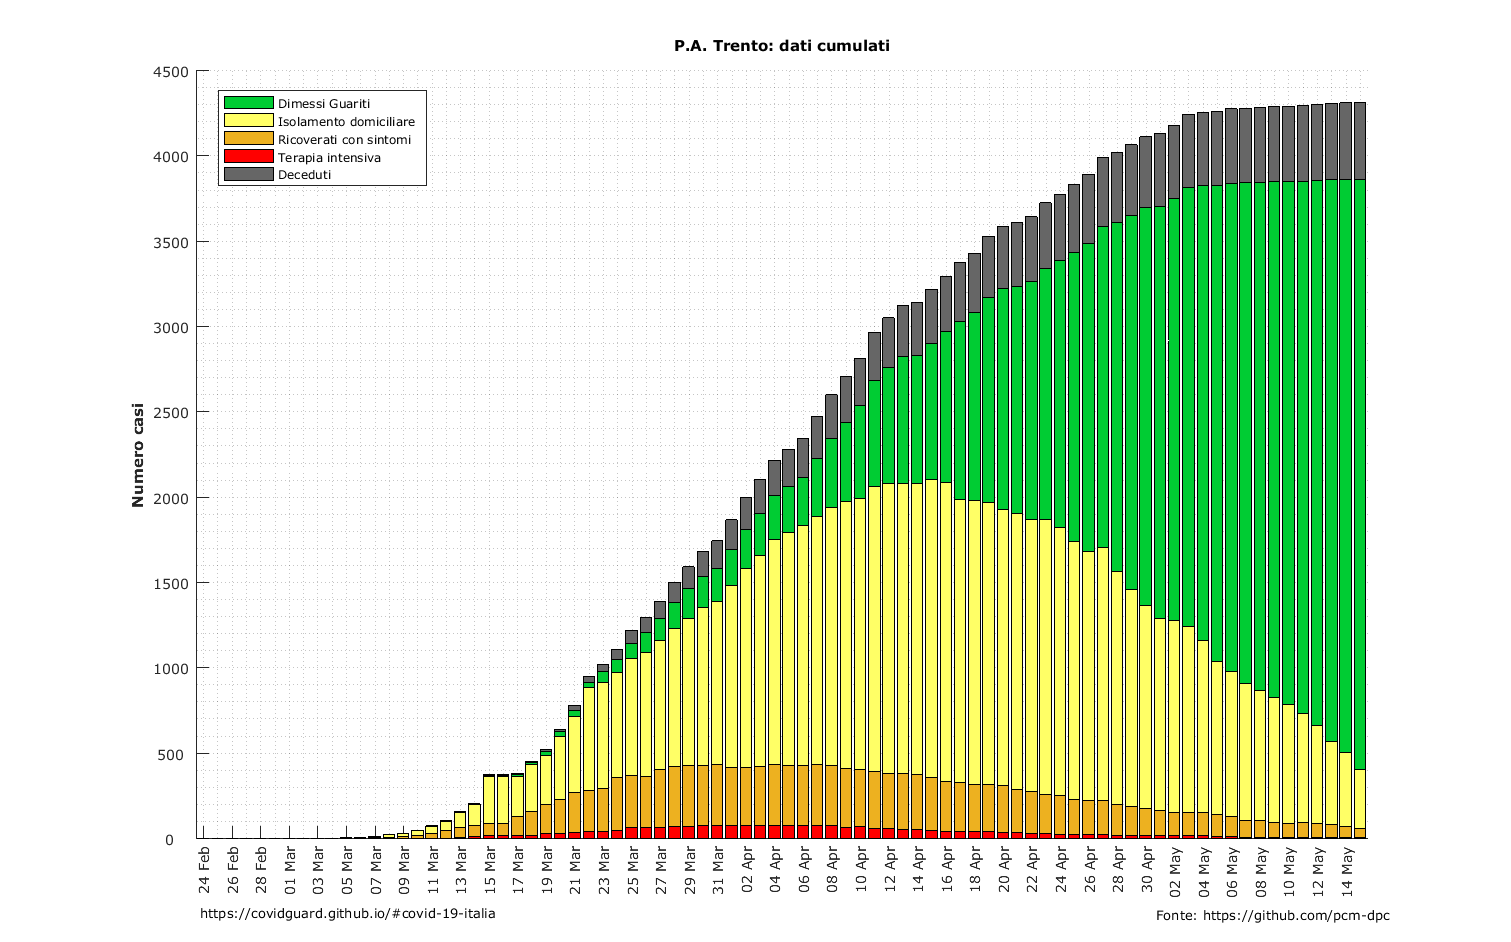 P.A. Trento: dati cumulati
4500
4000
3500
3000
2500
2000
1500
1000
500
0
Numero casi
Dimessi Guariti
Isolamento domiciliare
Ricoverati con sintomi
Terapia intensiva
Deceduti
24 Feb
26 Feb
28 Feb
01 Mar
03 Mar
05 Mar
07 Mar
09 Mar
11 Mar
13 Mar
15 Mar
17 Mar
19 Mar
21 Mar
23 Mar
25 Mar
27 Mar
29 Mar
31 Mar
02 Apr
04 Apr
06 Apr
08 Apr
10 Apr
12 Apr
14 Apr
16 Apr
18 Apr
20 Apr
22 Apr
24 Apr
26 Apr
28 Apr
30 Apr
02 May
04 May
06 May
08 May
10 May
12 May
14 May
https://covidguard.github.io/#covid-19-italia
Fonte: https://github.com/pcm-dpc